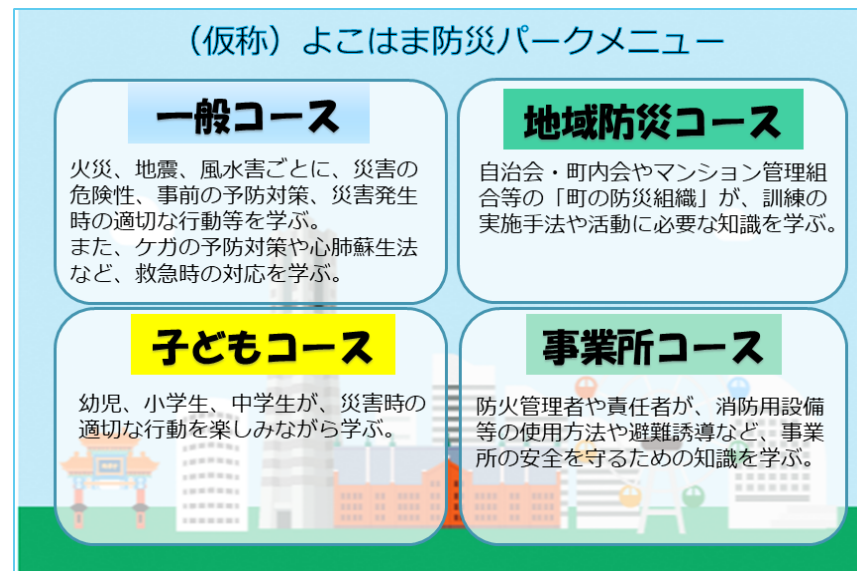 （仮称）よこはま防災パークメニュー
一般コース
火災、地震、風水害ごとに、災害の
危険性、事前の予防対策、災害発生
時の適切な行動等を学ぶ。
また、ケガの予防対策や心肺蘇生法
など、救急時の対応を学ぶ。
地域防災コース
自治会・町内会やマンション管理組
合等の「町の防災組織」が、訓練の
実施手法や活動に必要な知識を学ぶ。
子どもコース
幼児、小学生、中学生が、災害時の
適切な行動を楽しみながら学ぶ。
事業所コース
防火管理者や責任者が、消防用設備
等の使用方法や避難誘導など、事業
所の安全を守るための知識を学ぶ。